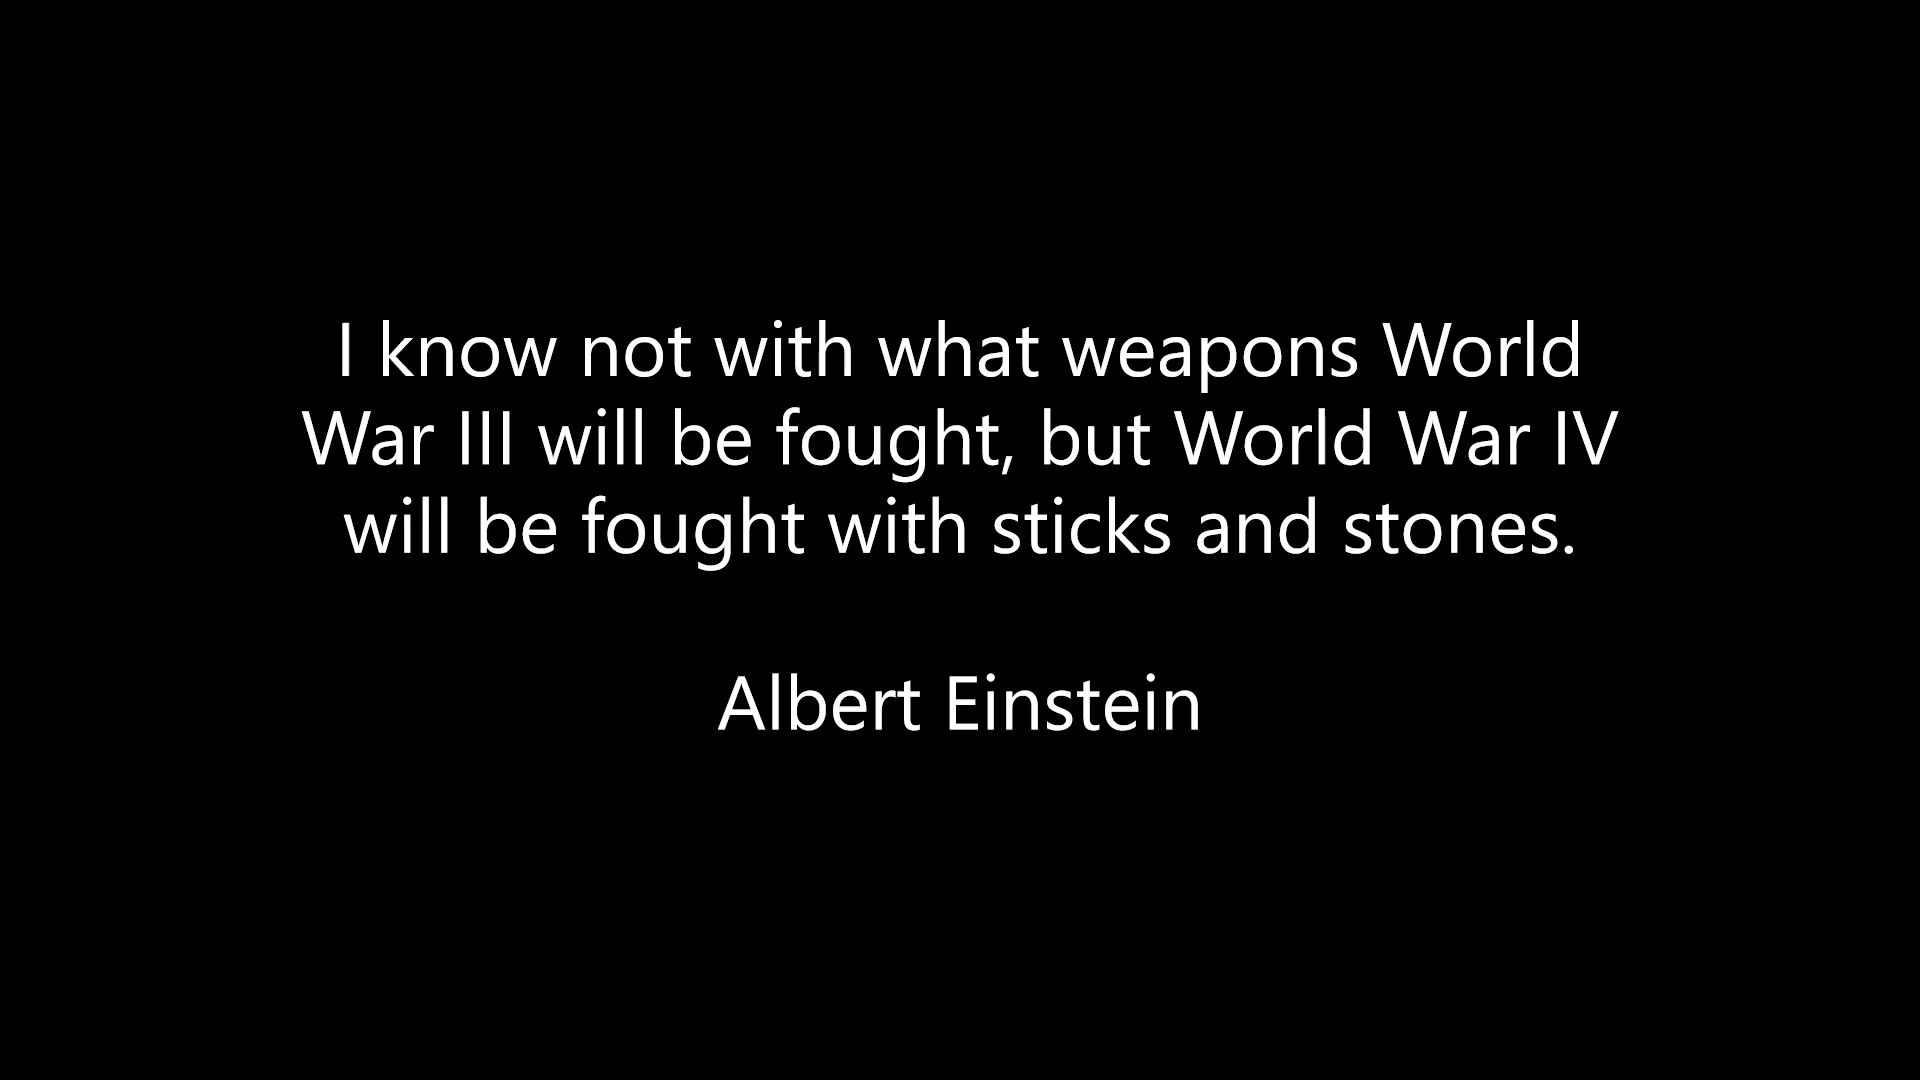 I know not with what weapons World
War III will be fought, but World War IV
will be fought with sticks and stones.
Albert Einstein